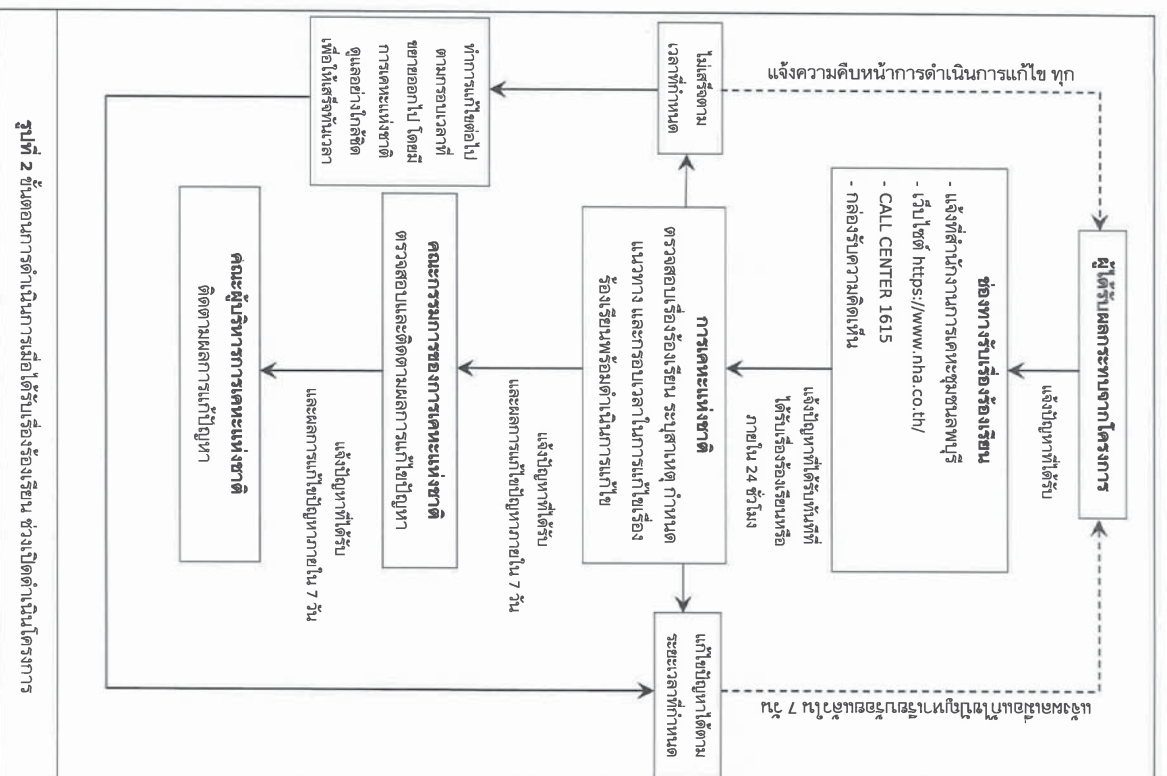 ผู้ได้รับผลกระทบจากโครงการ
แจ้งปัญหาที่ได้รับ
ช่องทางรับเรื่องร้องเรียน
- แจ้งที่สำนักงานการเคหะชุมชนลพบุรี
- เว็บไซต์ https://www.nha.co.th/
- CALL CENTER 1615
- กล่องรับความคิดเห็น
แจ้งปัญหาที่ได้รับทันทีที่
ได้รับเรื่องร้องเรียนหรือ
ภายใน 24 ชั่วโมง
แจ้งความคืบหน้าการดำเนินการแก้ไข ทุก
แจ้งผลเมื่อแก้ไขปัญหาเรียบร้อยแล้วใน 7 วัน
การเคหะแห่งชาติ
ตรวจสอบเรื่องร้องเรียน ระบุสาเหตุ กำหนด
แนวทาง และกรอบเวลาในการแก้ไขเรื่อง
ร้องเรียนพร้อมดำเนินการแก้ไข
ไม่เสร็จตาม
เวลาที่กำหนด
แก้ไขปัญหาได้ตาม
ระยะเวลาที่กำหนด
ทำการแก้ไขต่อไป
ตามกรอบเวลาที่
ขยายออกไป โดยมี
การเคหะแห่งชาติ
ดูแลอย่างใกล้ชิด
เพื่อให้เสร็จทันเวลา
แจ้งปัญหาที่ได้รับ
และผลการแก้ไขปัญหาภายใน 7 วัน
คณะกรรมการของการเคหะแห่งชาติ
ตรวจสอบและติดตามผลการแก้ไขปัญหา
แจ้งปัญหาที่ได้รับ
และผลการแก้ไขปัญหาภายใน 7 วัน
คณะผู้บริหารการเคหะแห่งชาติ
ติดตามผลการแก้ปัญหา
รูปที่ 2 ขั้นตอนการดำเนินการเมื่อได้รับเรื่องร้องเรียน ช่วงเปิดดำเนินโครงการ